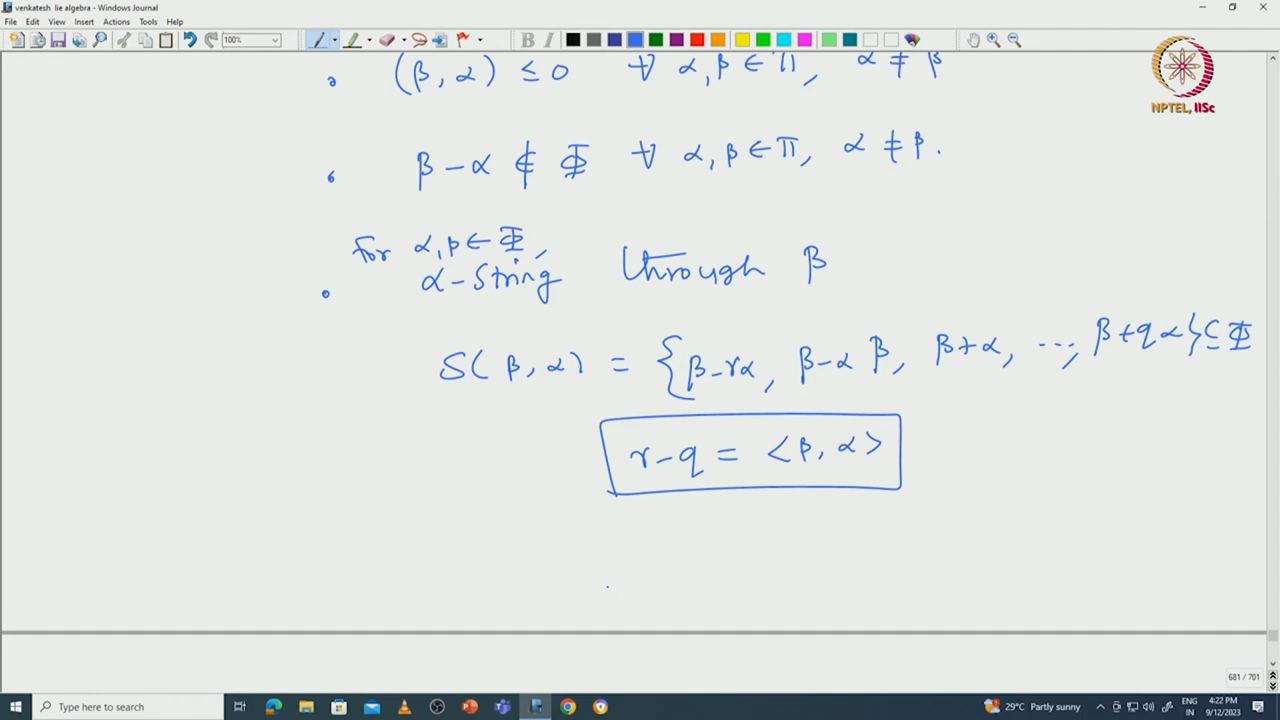 venkatesh lie algebra - Windows Journal
File Edit View Insert Actions Tools Help
100%
(β, α) ≤ 0 ∀ α, β ∈ Π, α ≠ β
β - α ∉ Φ ∀ α, β ∈ Π, α ≠ β.
for α, β ∈ Φ,
α-string through β
S(β, α) = {β-rα, β-α β, β+α, ..., β+qα} ⊆ Φ
r-q = <β, α>
NPTEL, IISc
681 / 701
Type here to search
29°C Partly sunny
ENG
IN
4:22 PM
9/12/2023